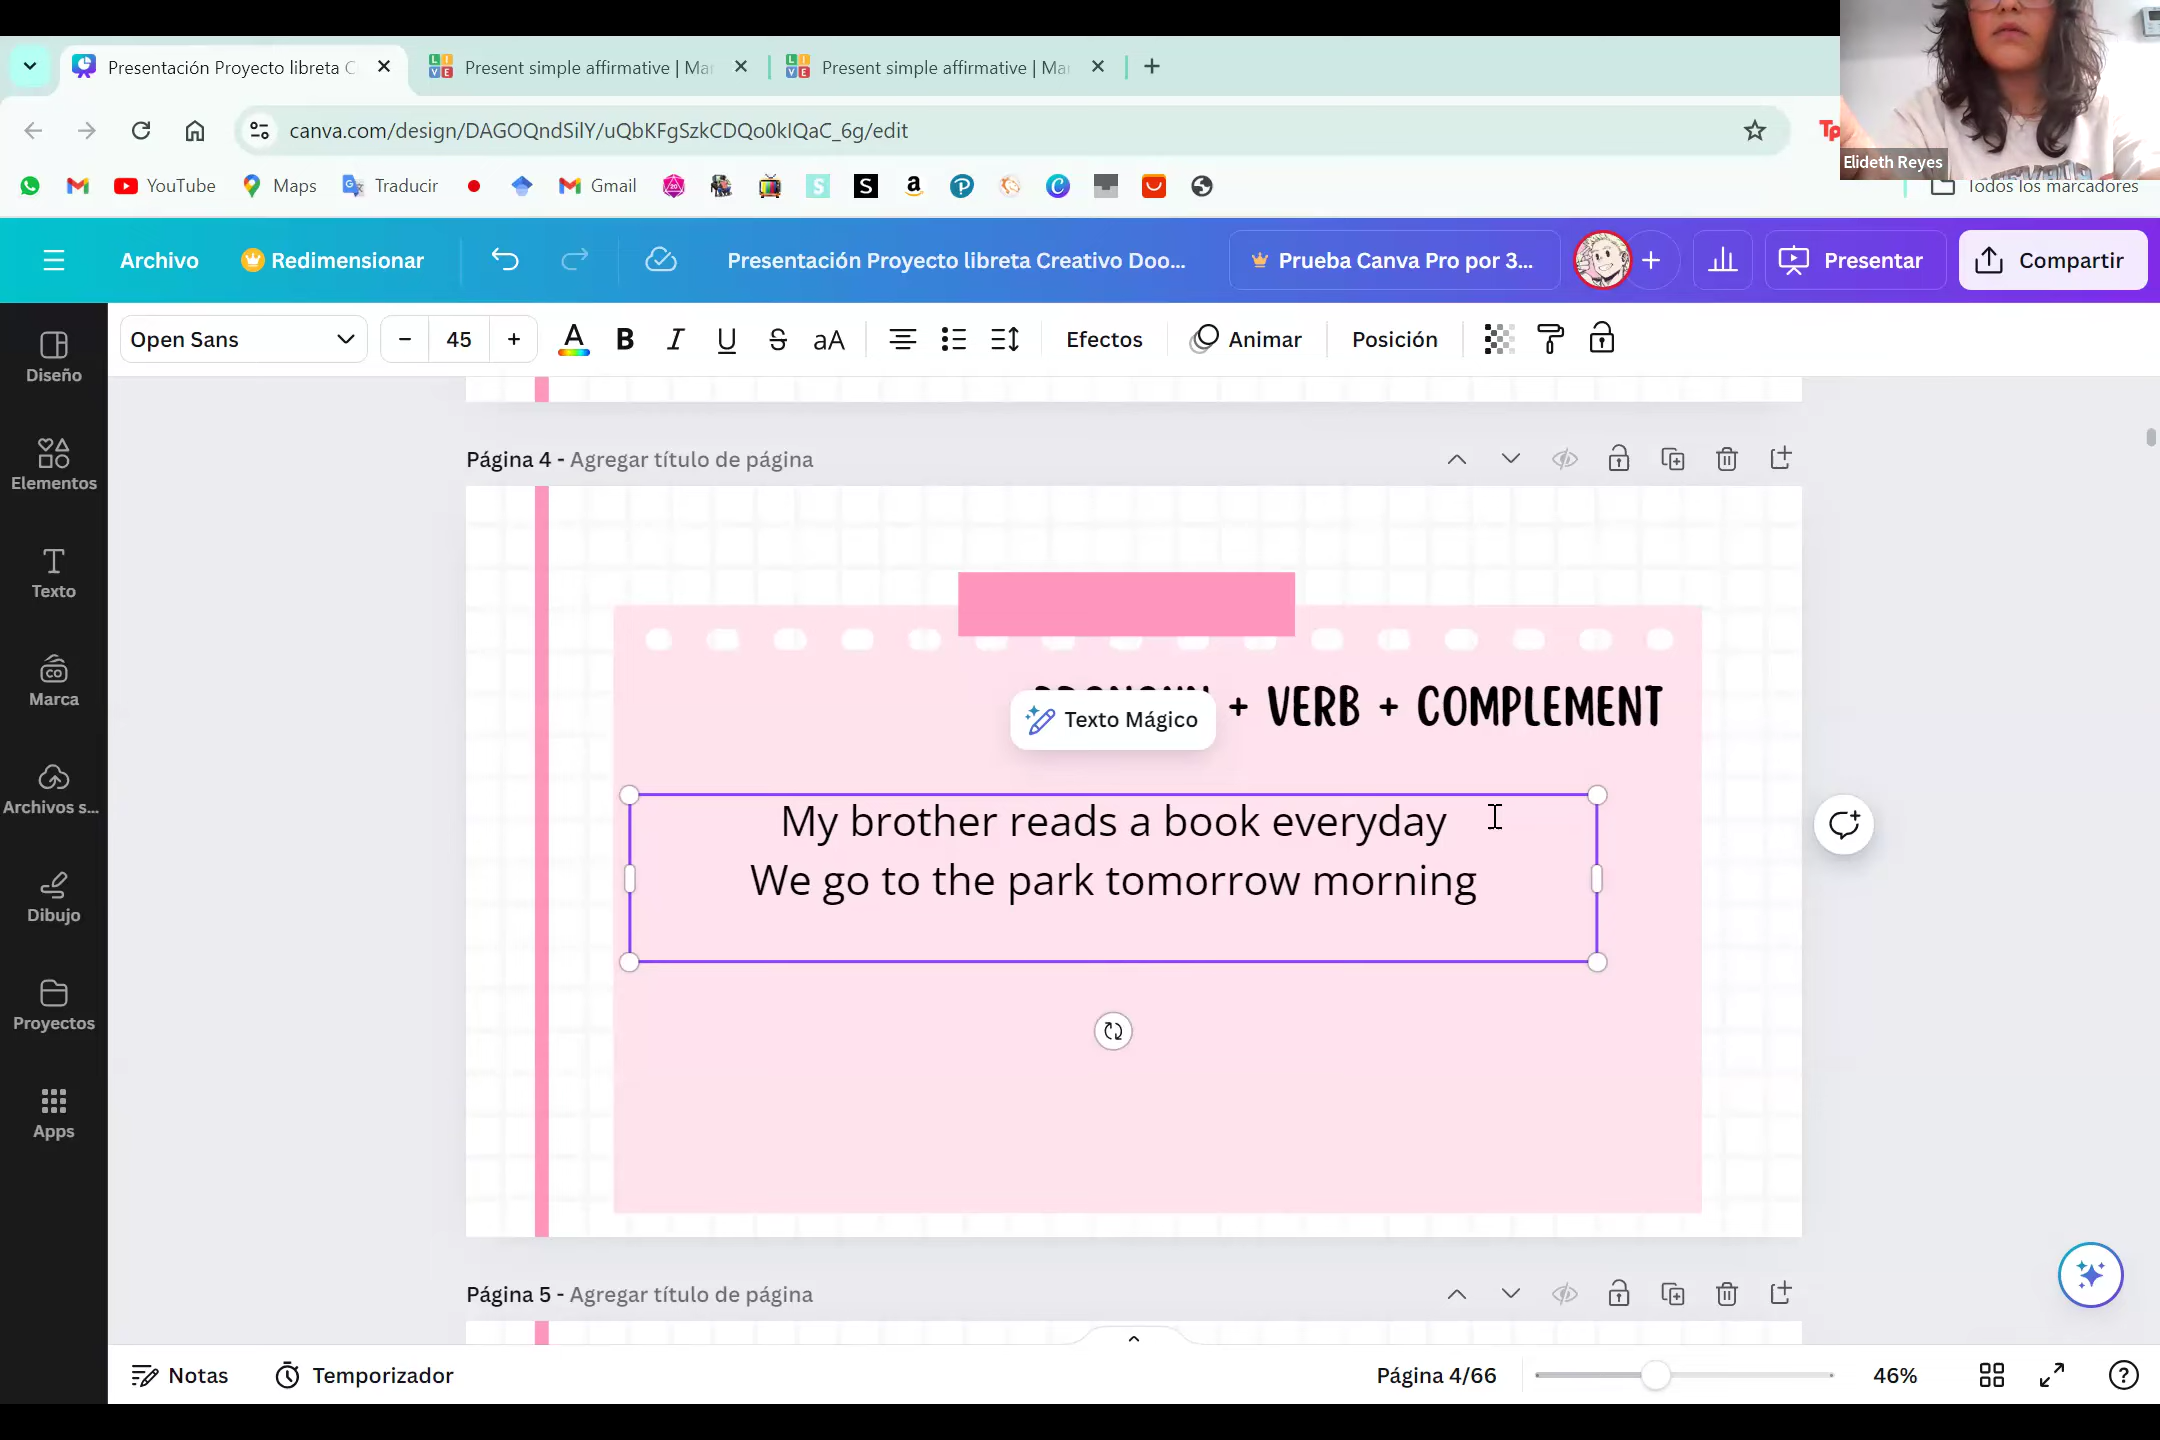 Presentación Proyecto libreta C
Present simple affirmative | Ma
Present simple affirmative | Ma
canva.com/design/DAGOQndSilY/uQbKFgSzkCDQo0kIQaC_6g/edit
YouTube
Maps
Traducir
Gmail
Todos los marcadores
Elideth Reyes
Archivo
Redimensionar
Presentación Proyecto libreta Creativo Doo...
Prueba Canva Pro por 3...
Presentar
Compartir
Open Sans
45
Efectos
Animar
Posición
Diseño
Elementos
Texto
Marca
Archivos s...
Dibujo
Proyectos
Apps
Página 4 - Agregar título de página
+ VERB + COMPLEMENT
Texto Mágico
My brother reads a book everyday
We go to the park tomorrow morning
Página 5 - Agregar título de página
Notas
Temporizador
Página 4/66
46%